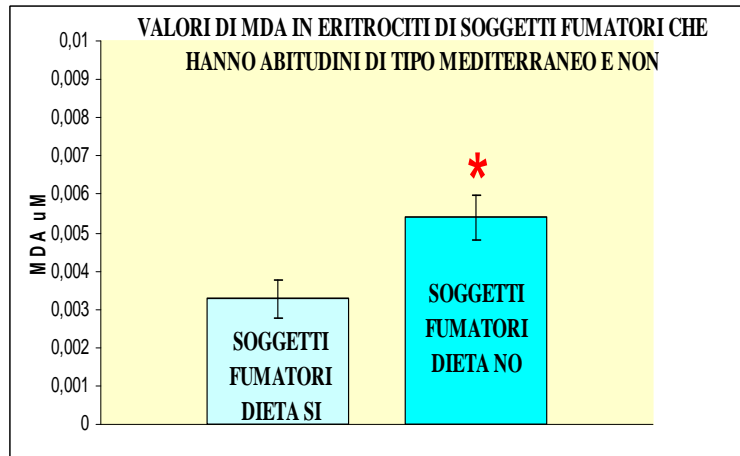 VALORI DI MDA IN ERITROCITI DI SOGGETTI FUMATORI CHE
HANNO ABITUDINI DI TIPO MEDITERRANEO E NON
MDA uM
0,01
0,009
0,008
0,007
0,006
0,005
0,004
0,003
0,002
0,001
0
*
SOGGETTI
FUMATORI
DIETA SI
SOGGETTI
FUMATORI
DIETA NO